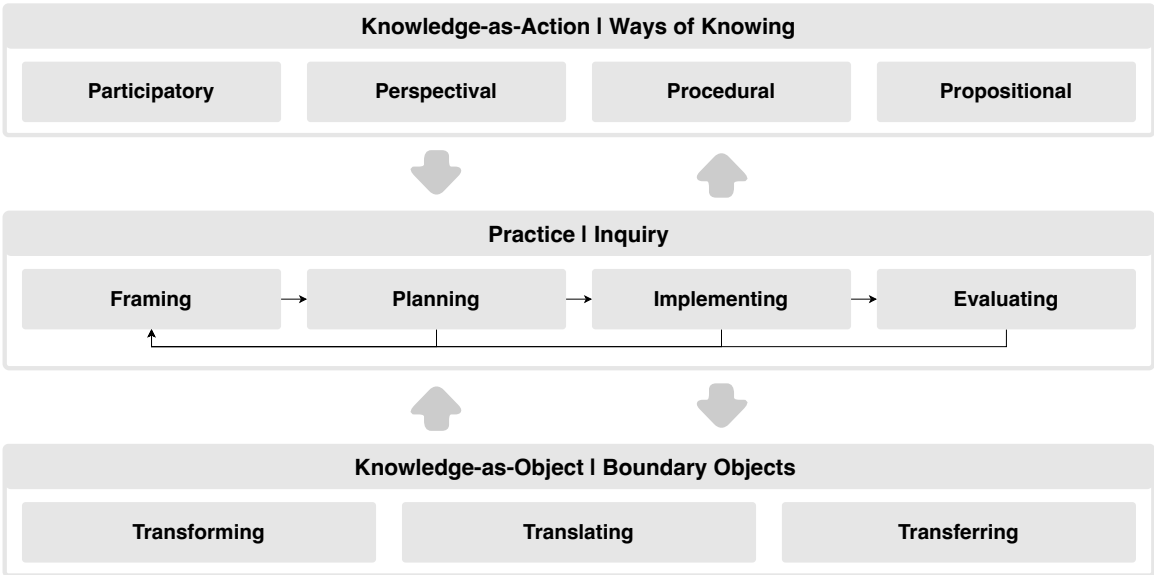 Knowledge-as-Action | Ways of Knowing
Participatory
Perspectival
Procedural
Propositional
Practice | Inquiry
Framing
Planning
Implementing
Evaluating
Knowledge-as-Object | Boundary Objects
Transforming
Translating
Transferring